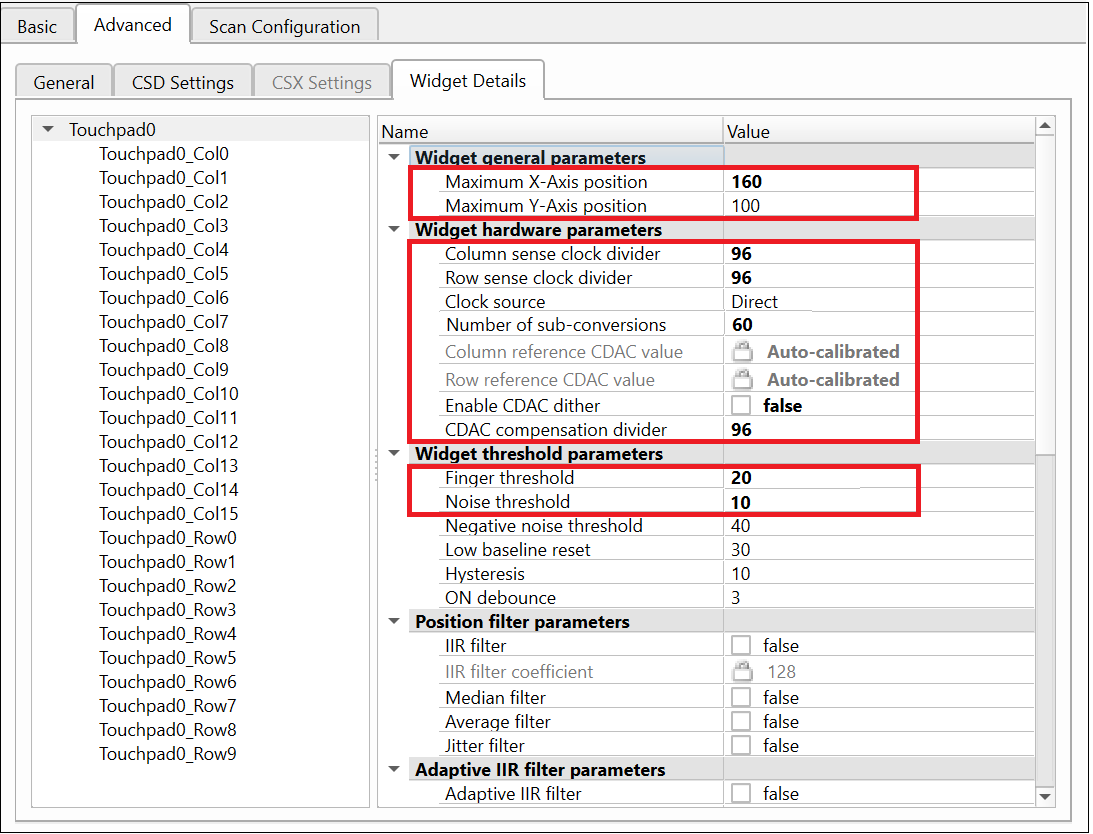 Basic Advanced Scan Configuration
General CSD Settings CSX Settings Widget Details
Touchpad0
Touchpad0_Col0
Touchpad0_Col1
Touchpad0_Col2
Touchpad0_Col3
Touchpad0_Col4
Touchpad0_Col5
Touchpad0_Col6
Touchpad0_Col7
Touchpad0_Col8
Touchpad0_Col9
Touchpad0_Col10
Touchpad0_Col11
Touchpad0_Col12
Touchpad0_Col13
Touchpad0_Col14
Touchpad0_Col15
Touchpad0_Row0
Touchpad0_Row1
Touchpad0_Row2
Touchpad0_Row3
Touchpad0_Row4
Touchpad0_Row5
Touchpad0_Row6
Touchpad0_Row7
Touchpad0_Row8
Touchpad0_Row9
Name Value
Widget general parameters
Maximum X-Axis position 160
Maximum Y-Axis position 100
Widget hardware parameters
Column sense clock divider 96
Row sense clock divider 96
Clock source Direct
Number of sub-conversions 60
Column reference CDAC value Auto-calibrated
Row reference CDAC value Auto-calibrated
Enable CDAC dither false
CDAC compensation divider 96
Widget threshold parameters
Finger threshold 20
Noise threshold 10
Negative noise threshold 40
Low baseline reset 30
Hysteresis 10
ON debounce 3
Position filter parameters
IIR filter false
IIR filter coefficient 128
Median filter false
Average filter false
Jitter filter false
Adaptive IIR filter parameters
Adaptive IIR filter false